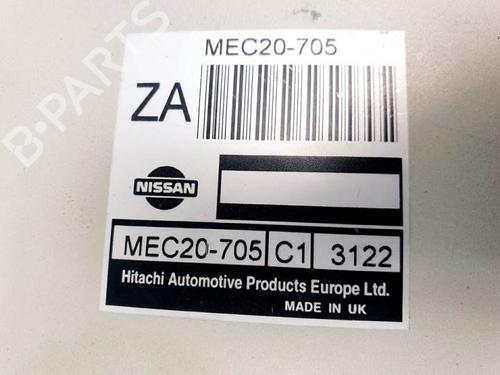 MEC20-705
ZA
NISSAN
MEC20-705 C1 3122
Hitachi Automotive Products Europe Ltd.
MADE IN UK
B-PARTS